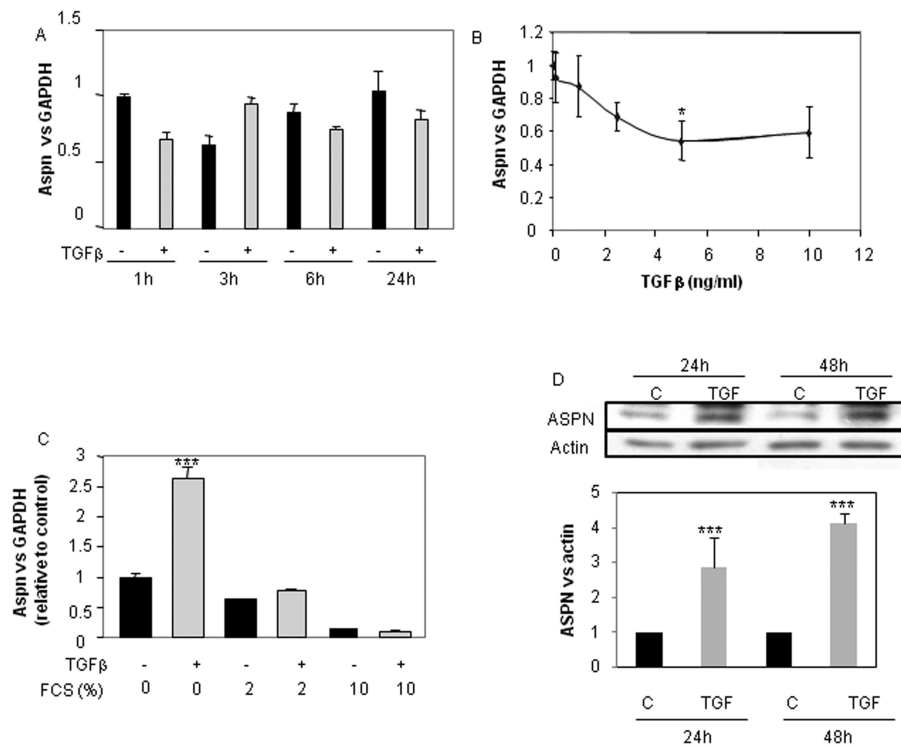 A
1.5
1
0.5
0
Aspn vs GAPDH
TGFβ - + - + - + - +
1h 3h 6h 24h
B
1.2
1
0.8
0.6
0.4
0.2
0
Aspn vs GAPDH
*
0 2 4 6 8 10 12
TGFβ (ng/ml)
C
3
2.5
2
1.5
1
0.5
0
Aspn vs GAPDH
(relative to control)
***
TGFβ - + - + - +
FCS (%) 0 0 2 2 10 10
D
24h 48h
C TGF C TGF
ASPN
Actin
5
4
3
2
1
0
ASPN vs actin
*** ***
C TGF C TGF
24h 48h